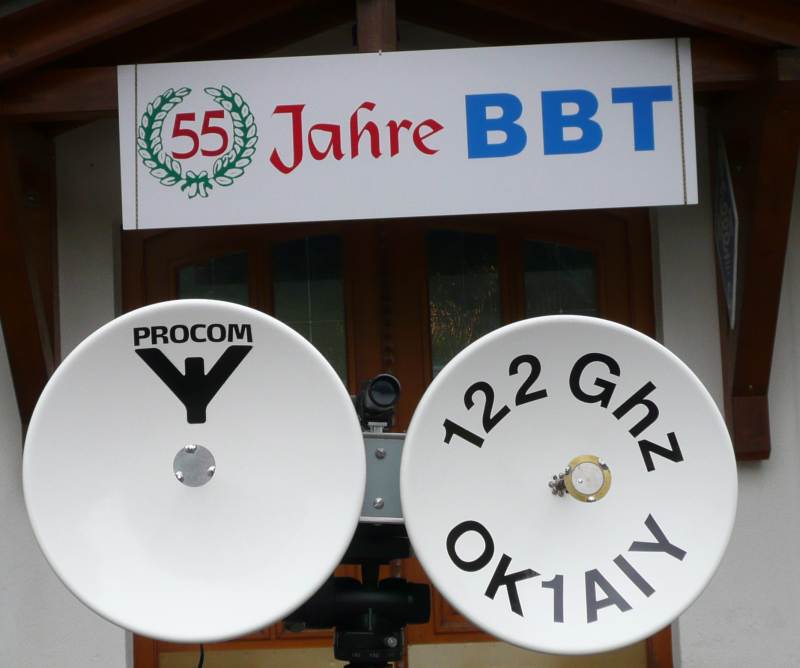 55 Jahre BBT
PROCOM
122 Ghz
OK1AIY